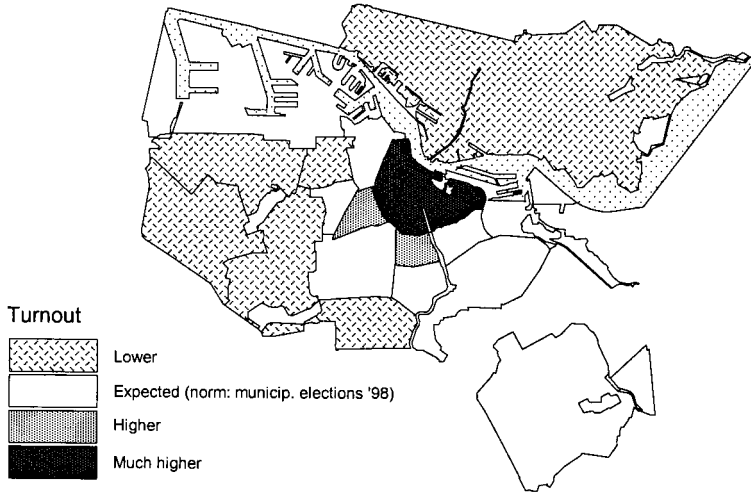 Turnout
Lower
Expected (norm: municip. elections '98)
Higher
Much higher